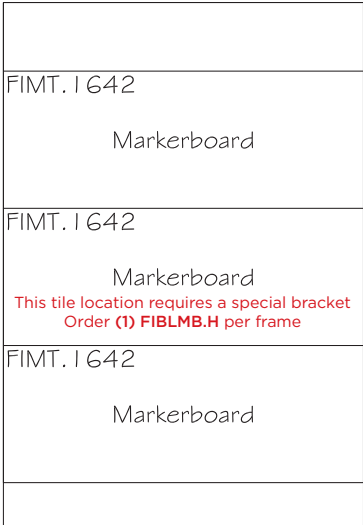 FIMT.1642
Markerboard
FIMT.1642
Markerboard
This tile location requires a special bracket
Order (1) FIBLMB.H per frame
FIMT.1642
Markerboard